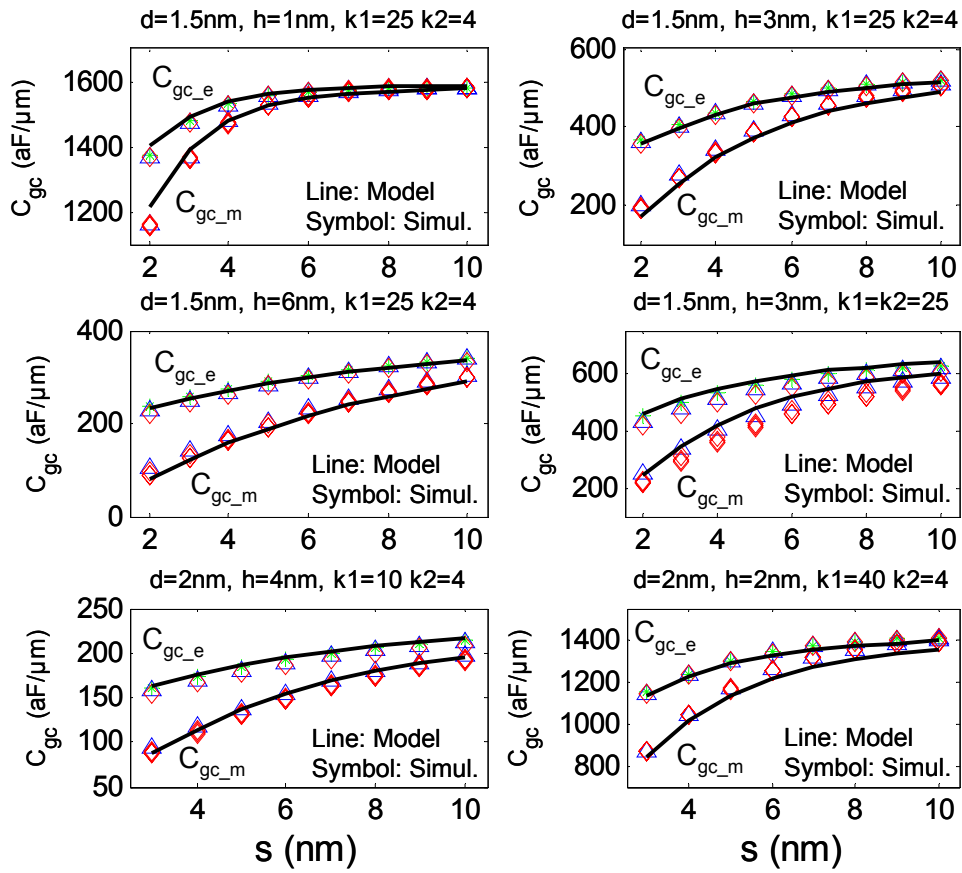 d=1.5nm, h=1nm, k1=25 k2=4
C_gc (aF/μm)
1600
1400
1200
C_gc_e
C_gc_m
Line: Model
Symbol: Simul.
2 4 6 8 10
d=1.5nm, h=3nm, k1=25 k2=4
C_gc (aF/μm)
600
400
200
C_gc_e
C_gc_m
Line: Model
Symbol: Simul.
2 4 6 8 10
d=1.5nm, h=6nm, k1=25 k2=4
C_gc (aF/μm)
400
200
0
C_gc_e
C_gc_m
Line: Model
Symbol: Simul.
2 4 6 8 10
d=1.5nm, h=3nm, k1=k2=25
C_gc (aF/μm)
800
600
400
200
C_gc_e
C_gc_m
Line: Model
Symbol: Simul.
2 4 6 8 10
d=2nm, h=4nm, k1=10 k2=4
C_gc (aF/μm)
250
200
150
100
50
C_gc_e
C_gc_m
Line: Model
Symbol: Simul.
4 6 8 10
s (nm)
d=2nm, h=2nm, k1=40 k2=4
C_gc (aF/μm)
1400
1200
1000
800
C_gc_e
C_gc_m
Line: Model
Symbol: Simul.
4 6 8 10
s (nm)